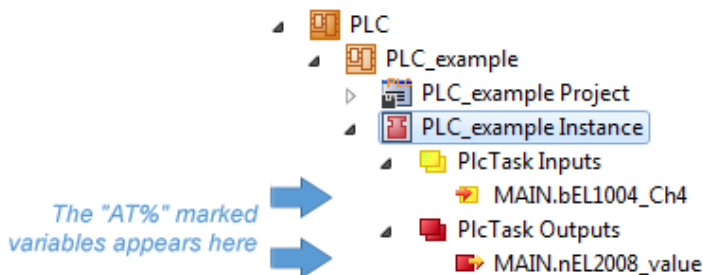 PLC
PLC_example
PLC_example Project
PLC_example Instance
PlcTask Inputs
MAIN.bEL1004_Ch4
The "AT%" marked
variables appears here
PlcTask Outputs
MAIN.nEL2008_value